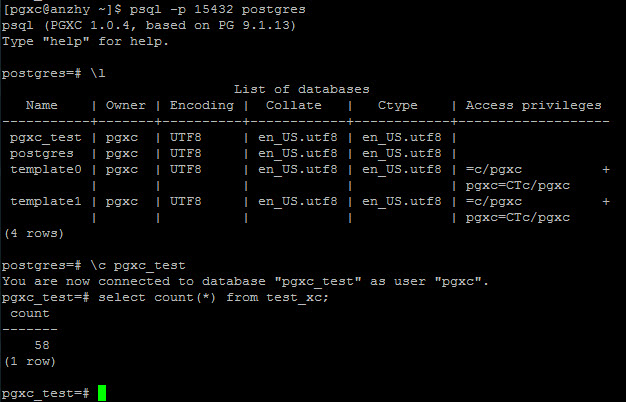 [pgxc@anzhy ~]$ psql -p 15432 postgres
psql (PGXC 1.0.4, based on PG 9.1.13)
Type "help" for help.

postgres=# \l
                              List of databases
   Name    | Owner | Encoding |  Collate   |   Ctype    | Access privileges
-----------+-------+----------+------------+------------+-------------------
 pgxc_test | pgxc  | UTF8     | en_US.utf8 | en_US.utf8 |
 postgres  | pgxc  | UTF8     | en_US.utf8 | en_US.utf8 |
 template0 | pgxc  | UTF8     | en_US.utf8 | en_US.utf8 | =c/pgxc          +
           |       |          |            |            | pgxc=CTc/pgxc
 template1 | pgxc  | UTF8     | en_US.utf8 | en_US.utf8 | =c/pgxc          +
           |       |          |            |            | pgxc=CTc/pgxc
(4 rows)

postgres=# \c pgxc_test
You are now connected to database "pgxc_test" as user "pgxc".
pgxc_test=# select count(*) from test_xc;
 count
-------
    58
(1 row)

pgxc_test=#